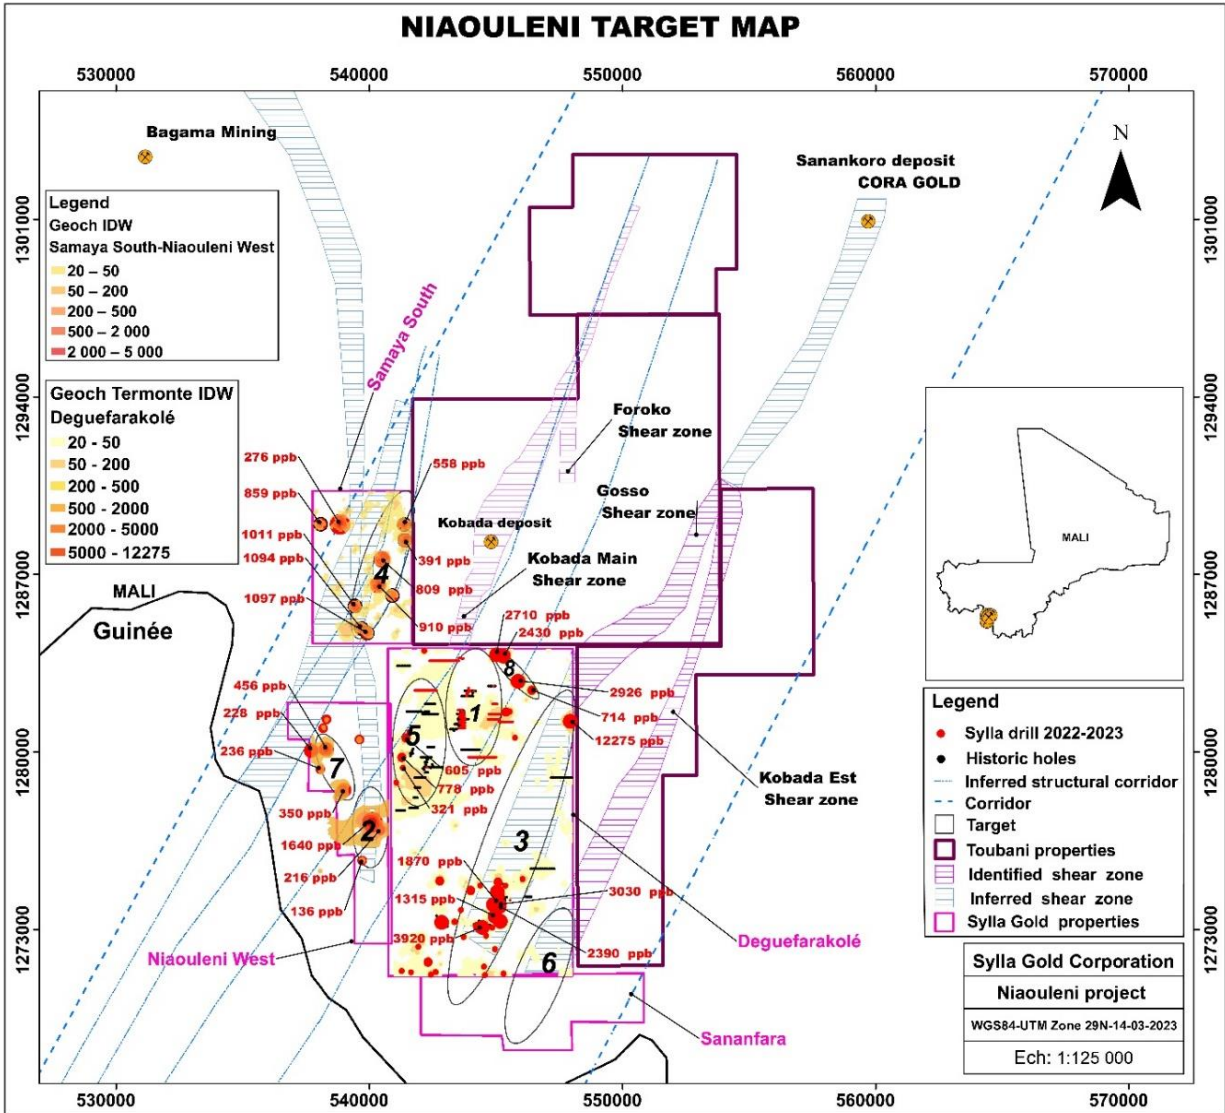 NIAOULENI TARGET MAP
530000
540000
550000
560000
570000
Bagama Mining
N
Sanankoro deposit
CORA GOLD
1301000
1301000
Legend
Geoch IDW
Samaya South-Niaouleni West
20 – 50
50 – 200
200 – 500
500 – 2 000
2 000 – 5 000
Samaya South
Geoch Termonte IDW
Deguefarakolé
20 - 50
50 - 200
200 - 500
500 - 2000
2000 - 5000
5000 - 12275
1294000
1294000
Foroko
Shear zone
276 ppb
558 ppb
859 ppb
Gosso
Shear zone
1011 ppb
Kobada deposit
MALI
1094 ppb
391 ppb
Kobada Main
Shear zone
4
809 ppb
1287000
1287000
MALI
1097 ppb
910 ppb
2710 ppb
2430 ppb
Guinée
8
456 ppb
2926 ppb
228 ppb
1
714 ppb
12275 ppb
5
236 ppb
1280000
1280000
7
605 ppb
778 ppb
321 ppb
Kobada Est
Shear zone
350 ppb
2
1640 ppb
3
216 ppb
1870 ppb
3030 ppb
136 ppb
1315 ppb
1273000
1273000
3920 ppb
2390 ppb
Deguefarakolé
Niaouleni West
6
Sananfara
Legend
Sylla drill 2022-2023
Historic holes
Inferred structural corridor
Corridor
Target
Toubani properties
Identified shear zone
Inferred shear zone
Sylla Gold properties
Sylla Gold Corporation
Niaouleni project
WGS84-UTM Zone 29N-14-03-2023
Ech: 1:125 000
530000
540000
550000
560000
570000